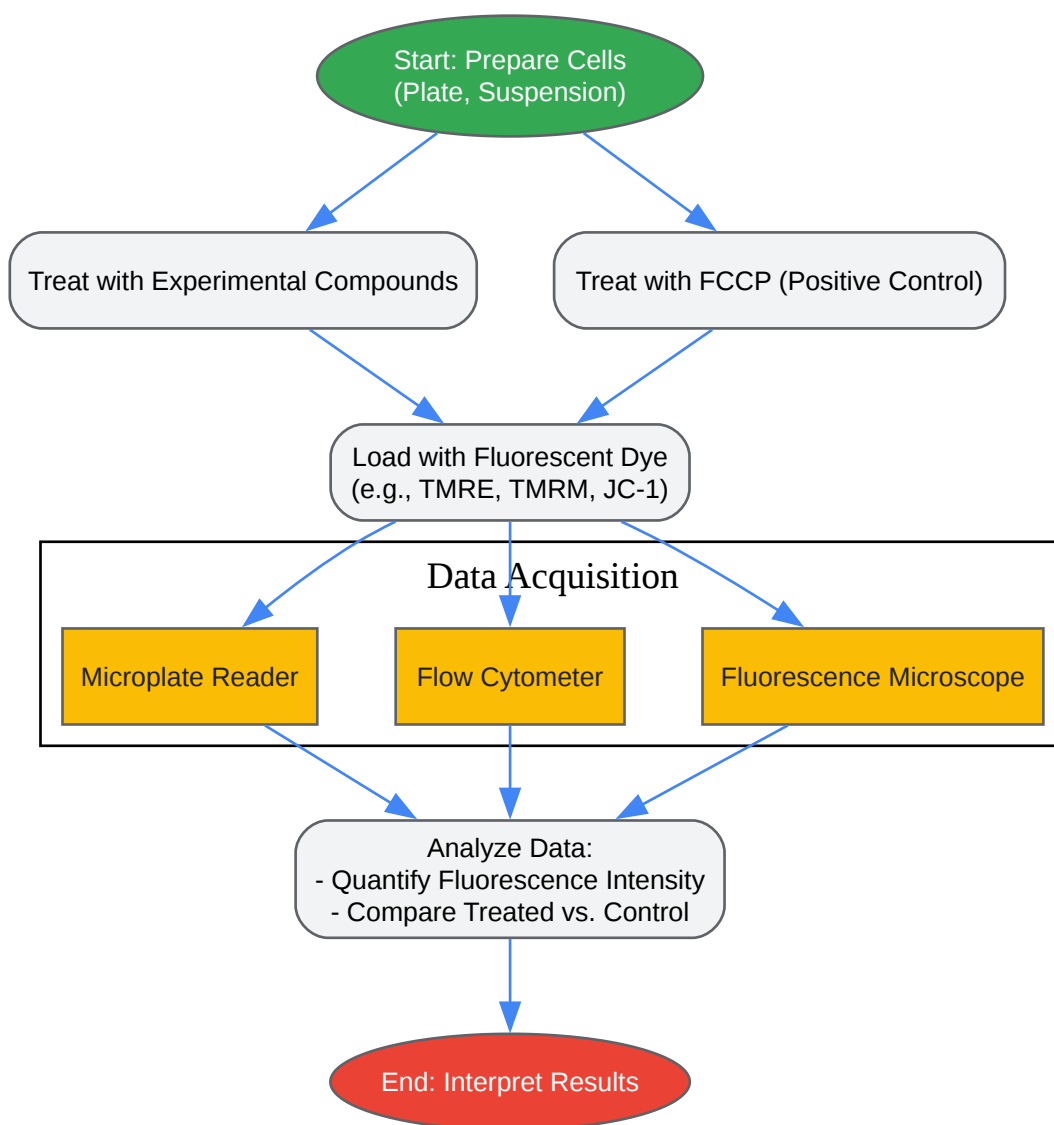 Start: Prepare Cells
(Plate, Suspension)
Treat with Experimental Compounds
Treat with FCCP (Positive Control)
Load with Fluorescent Dye
(e.g., TMRE, TMRM, JC-1)
Data Acquisition
Microplate Reader
Flow Cytometer
Fluorescence Microscope
Analyze Data:
- Quantify Fluorescence Intensity
- Compare Treated vs. Control
End: Interpret Results